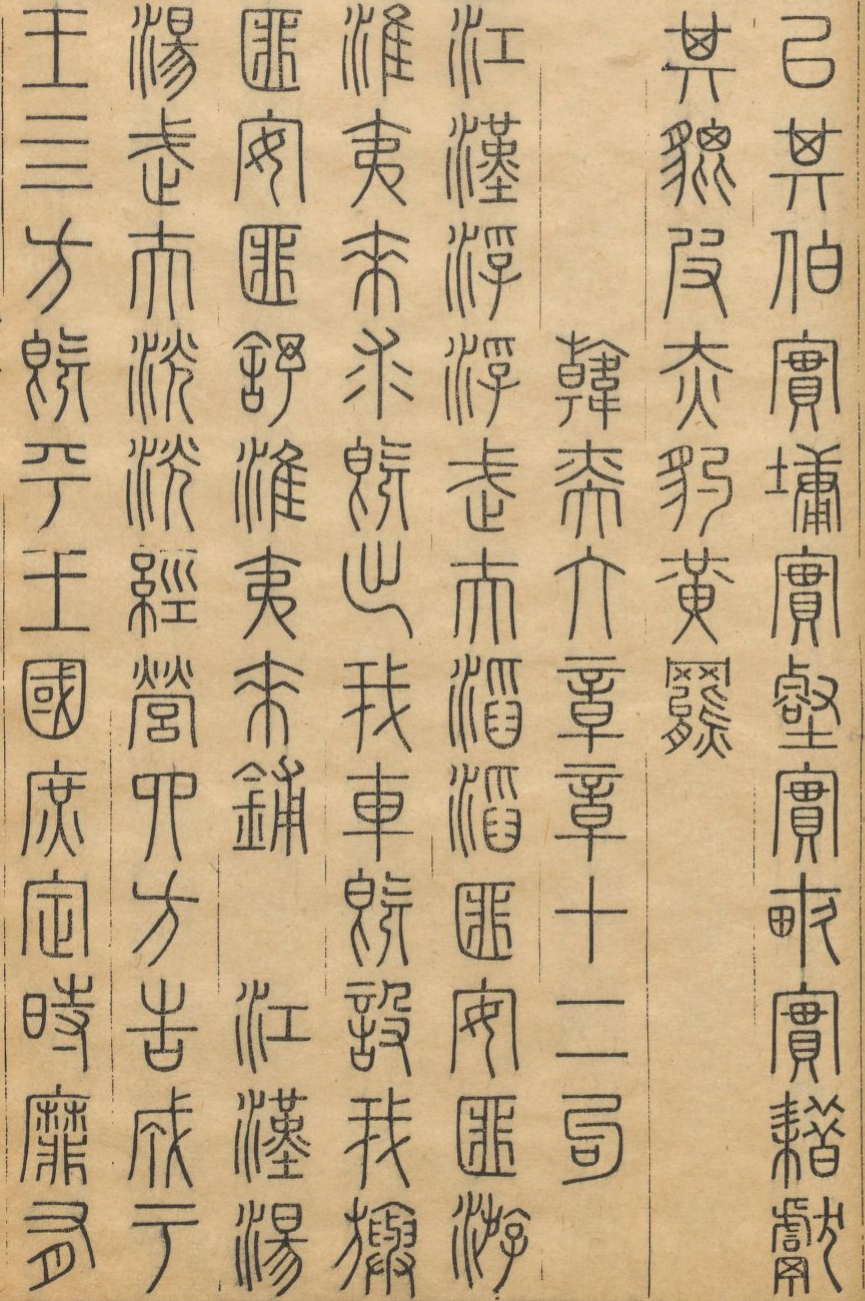 以其伯實墉實壑實畝實耤獻
其貔皮赤豹黃羆
韓奕六章章十二句
江漢浮浮武夫滔滔匪安匪游
淮夷來求既出我車既設我旟
匪安匪舒淮夷來鋪 江漢湯
湯武夫洸洸經營四方告成于
王四方既平王國庶定時靡有